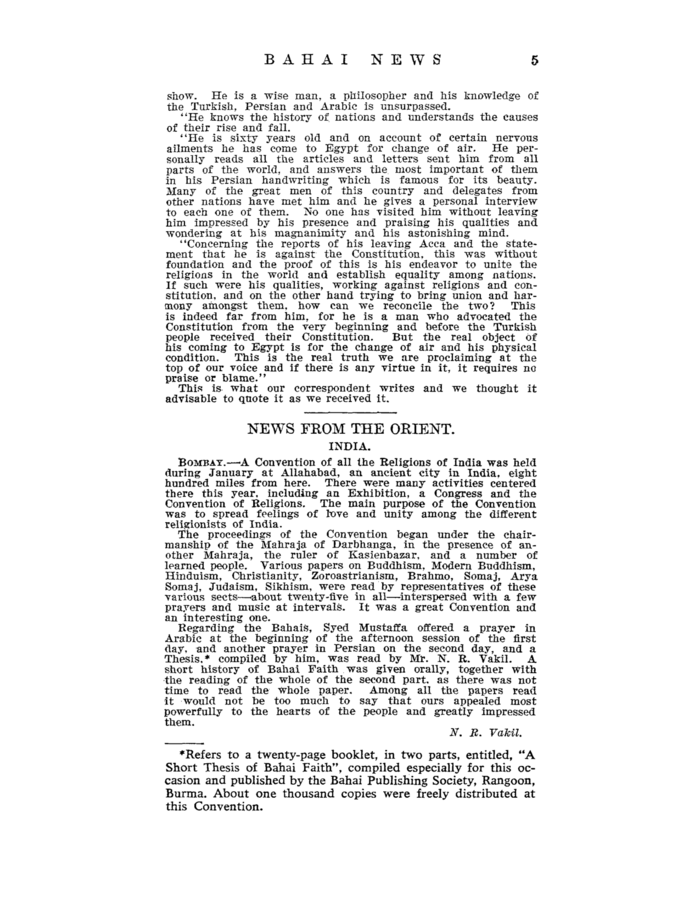 BAHAI NEWS 5
show. He is a wise man, a philosopher and his knowledge of
the Turkish, Persian and Arabic is unsurpassed.
"He knows the history of nations and understands the causes
of their rise and fall.
"He is sixty years old and on account of certain nervous
ailments he has come to Egypt for change of air. He per-
sonally reads all the articles and letters sent him from all
parts of the world, and answers the most important of them
in his Persian handwriting which is famous for its beauty.
Many of the great men of this country and delegates from
other nations have met him and he gives a personal interview
to each one of them. No one has visited him without leaving
him impressed by his presence and praising his qualities and
wondering at his magnanimity and his astonishing mind.
"Concerning the reports of his leaving Acca and the state-
ment that he is against the Constitution, this was without
foundation and the proof of this is his endeavor to unite the
religions in the world and establish equality among nations.
If such were his qualities, working against religions and con-
stitution, and on the other hand trying to bring union and har-
mony amongst them, how can we reconcile the two? This
is indeed far from him, for he is a man who advocated the
Constitution from the very beginning and before the Turkish
people received their Constitution. But the real object of
his coming to Egypt is for the change of air and his physical
condition. This is the real truth we are proclaiming at the
top of our voice and if there is any virtue in it, it requires no
praise or blame."
This is what our correspondent writes and we thought it
advisable to quote it as we received it.
NEWS FROM THE ORIENT.
INDIA.
BOMBAY.—A Convention of all the Religions of India was held
during January at Allahabad, an ancient city in India, eight
hundred miles from here. There were many activities centered
there this year, including an Exhibition, a Congress and the
Convention of Religions. The main purpose of the Convention
was to spread feelings of love and unity among the different
religionists of India.
The proceedings of the Convention began under the chair-
manship of the Mahraja of Darbhanga, in the presence of an-
other Mahraja, the ruler of Kasienbazar, and a number of
learned people. Various papers on Buddhism, Modern Buddhism,
Hinduism, Christianity, Zoroastrianism, Brahmo, Somaj, Arya
Somaj, Judaism, Sikhism, were read by representatives of these
various sects—about twenty-five in all—interspersed with a few
prayers and music at intervals. It was a great Convention and
an interesting one.
Regarding the Bahais, Syed Mustaffa offered a prayer in
Arabic at the beginning of the afternoon session of the first
day, and another prayer in Persian on the second day, and a
Thesis,* compiled by him, was read by Mr. N. R. Vakil. A
short history of Bahai Faith was given orally, together with
the reading of the whole of the second part, as there was not
time to read the whole paper. Among all the papers read
it would not be too much to say that ours appealed most
powerfully to the hearts of the people and greatly impressed
them.
N. R. Vakil.
*Refers to a twenty-page booklet, in two parts, entitled, "A
Short Thesis of Bahai Faith", compiled especially for this oc-
casion and published by the Bahai Publishing Society, Rangoon,
Burma. About one thousand copies were freely distributed at
this Convention.